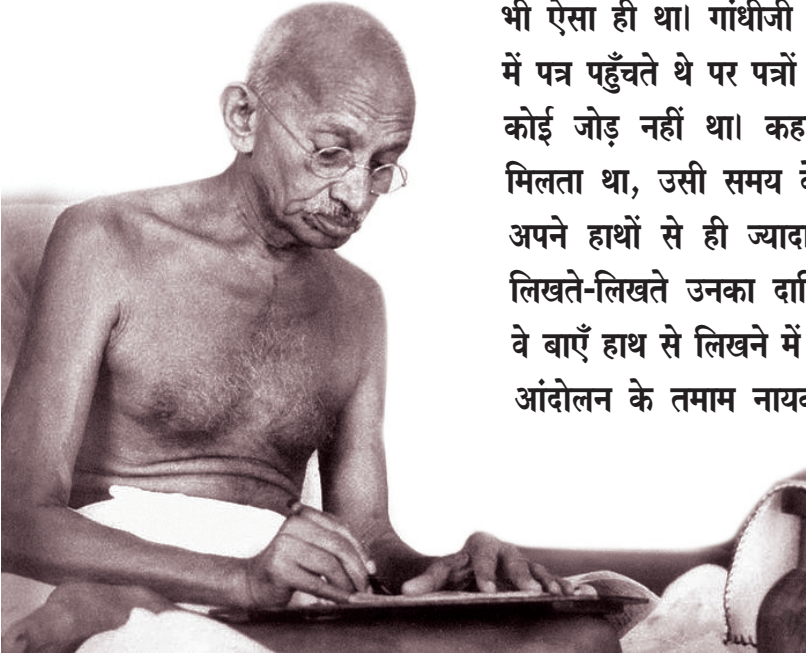 भी ऐसा ही था। गांधीजी
में पत्र पहुँचते थे पर पत्रों
कोई जोड़ नहीं था।
मिलता था, उसी समय
अपने हाथों से ही
लिखते-लिखते उनका
वे बाएँ हाथ से लिखने में
आंदोलन के तमाम